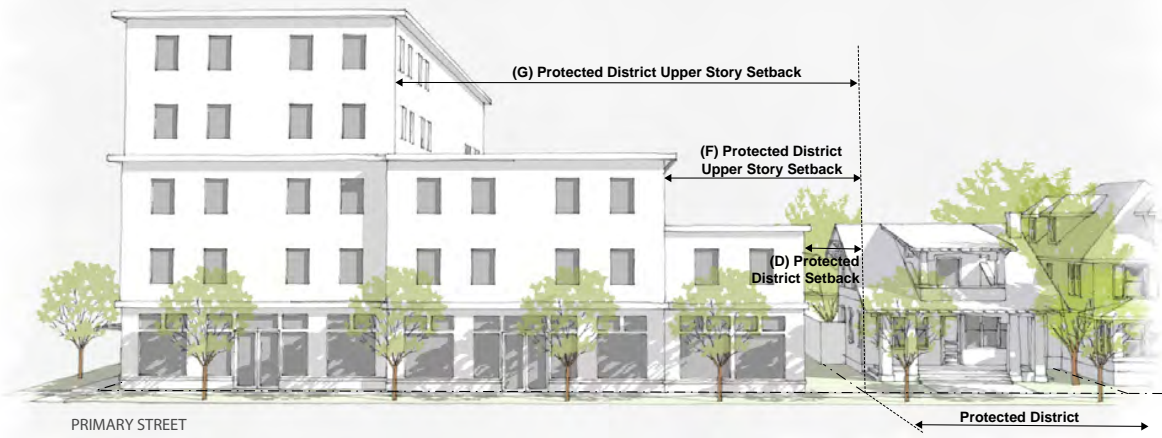 (G) Protected District Upper Story Setback
(F) Protected District
Upper Story Setback
(D) Protected
District Setback
PRIMARY STREET
Protected District